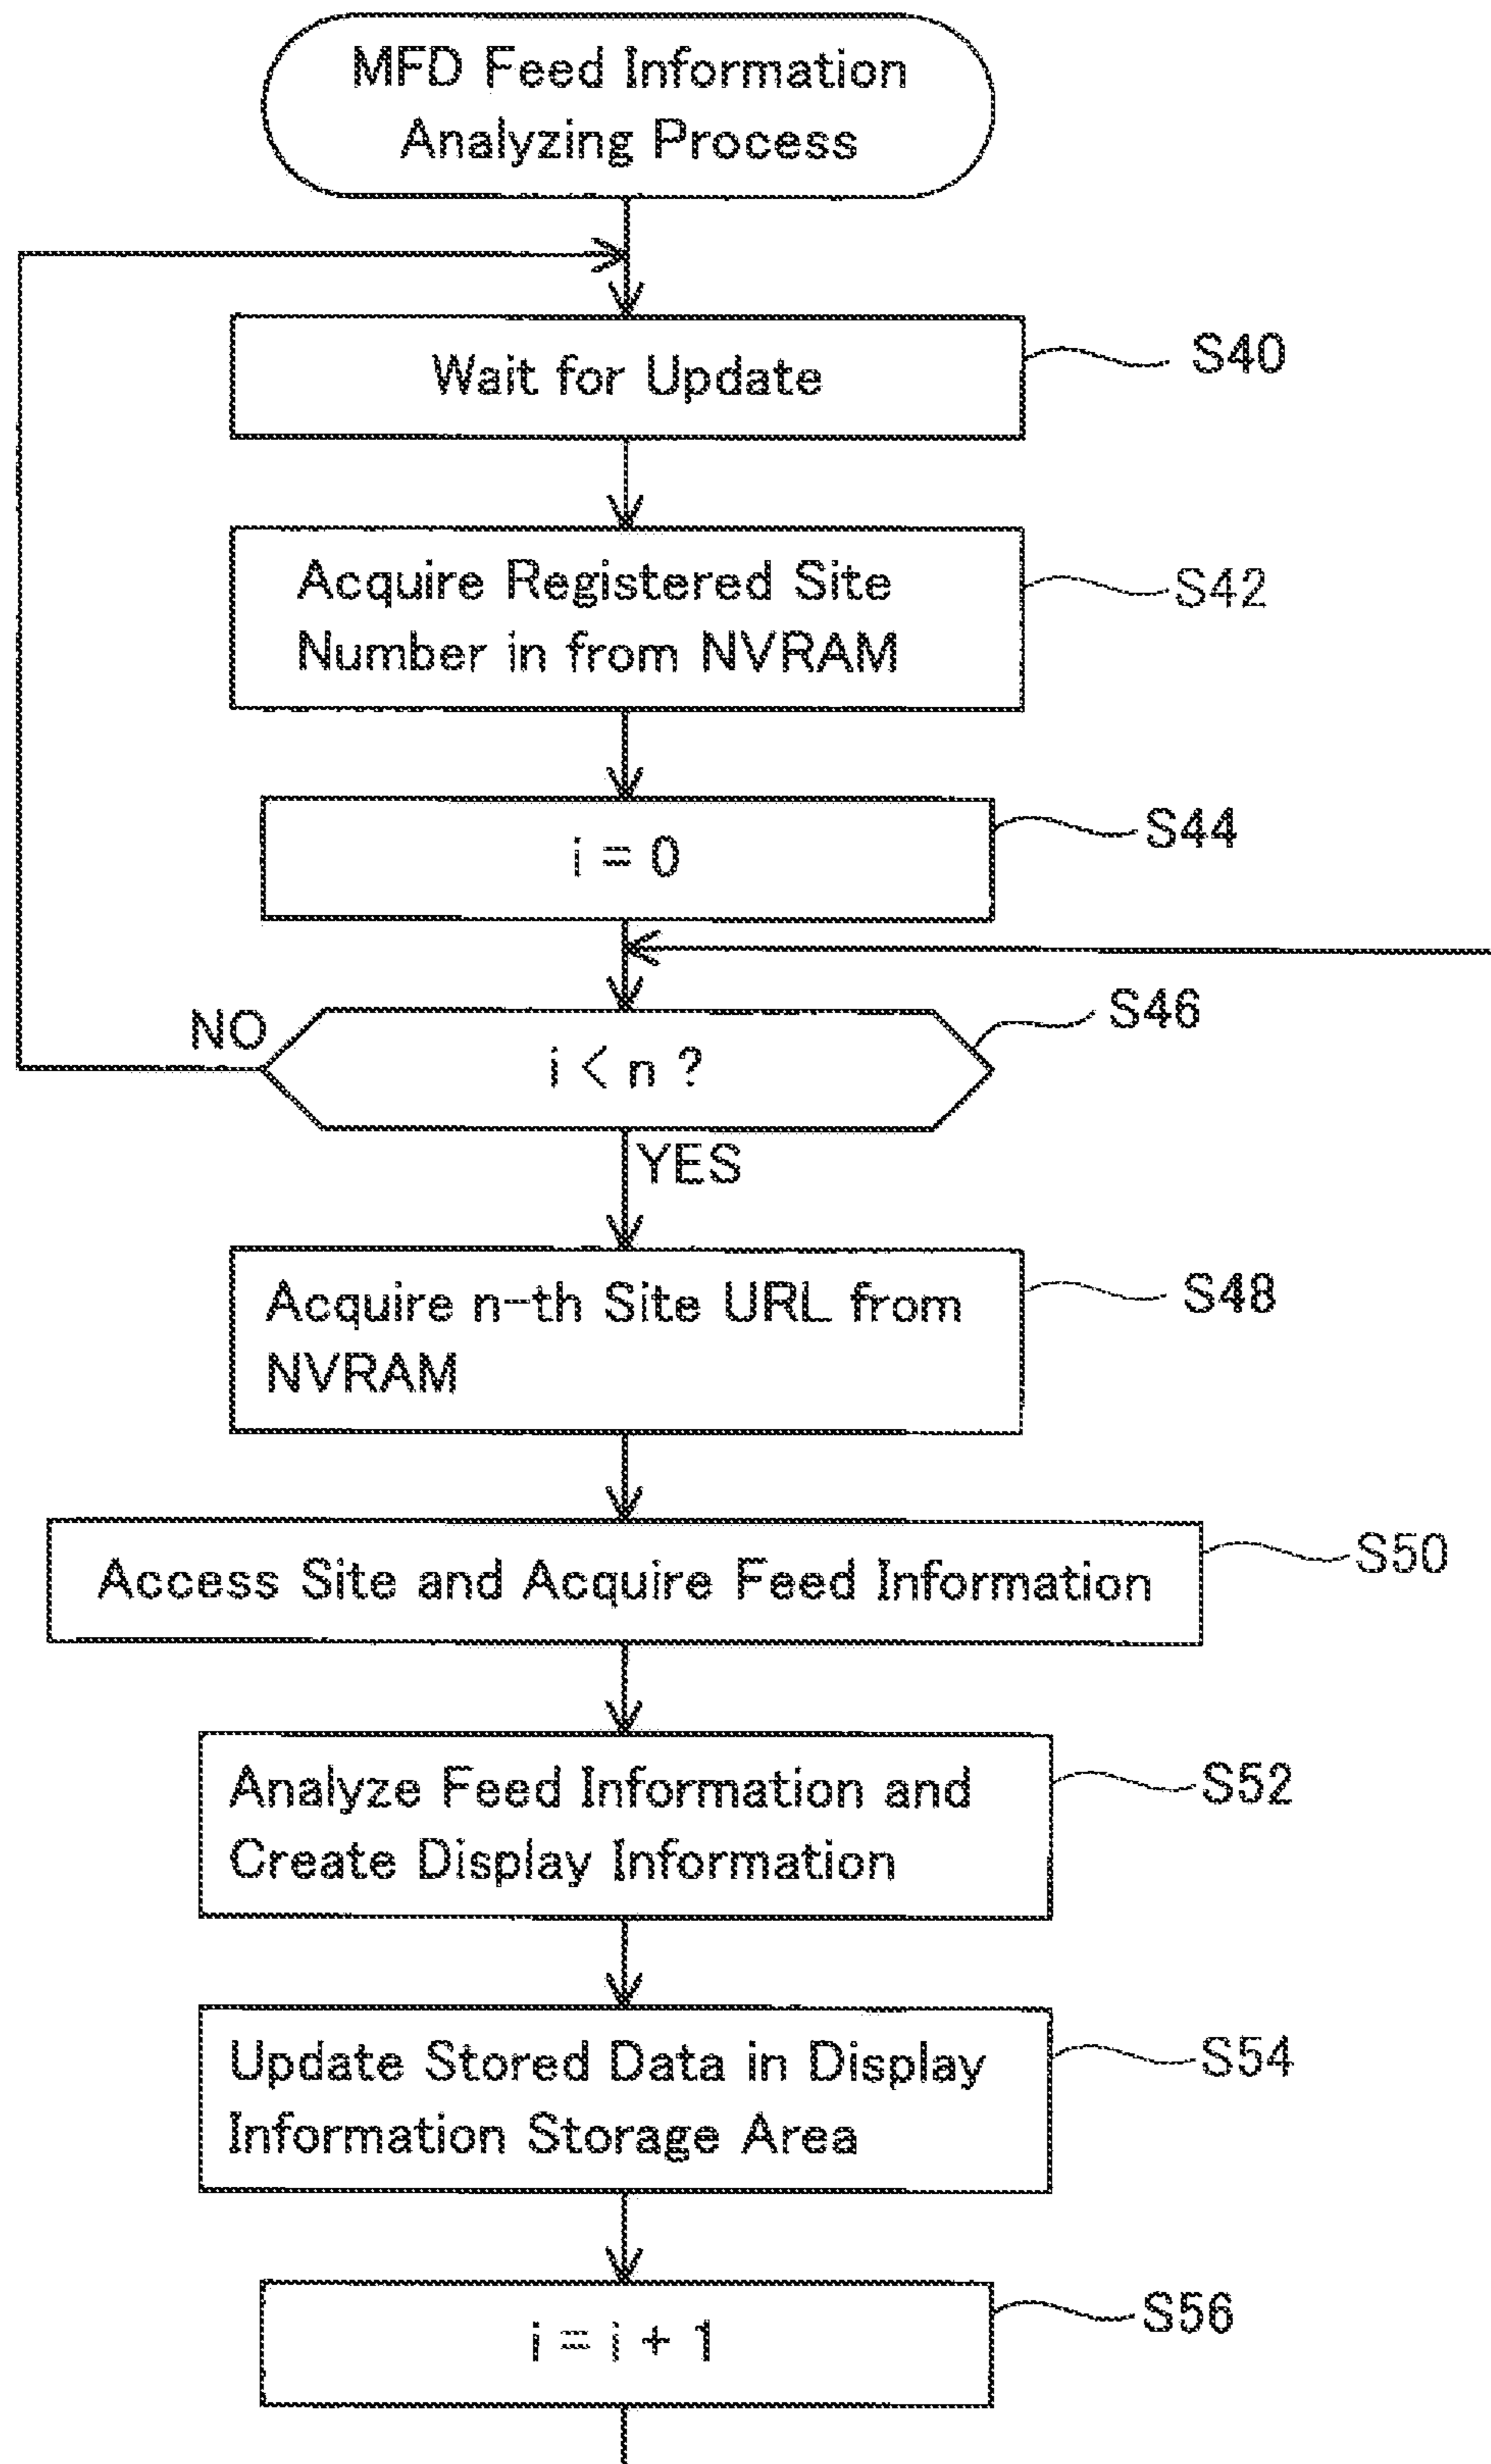 MFD Feed Information
Analyzing Process
Wait for Update
S40
Acquire Registered Site
Number in from NVRAM
S42
i = 0
S44
NO
i < n ?
S46
YES
Acquire n-th Site URL from
NVRAM
S48
Access Site and Acquire Feed Information
S50
Analyze Feed Information and
Create Display Information
S52
Update Stored Data in Display
Information Storage Area
S54
i = i + 1
S56